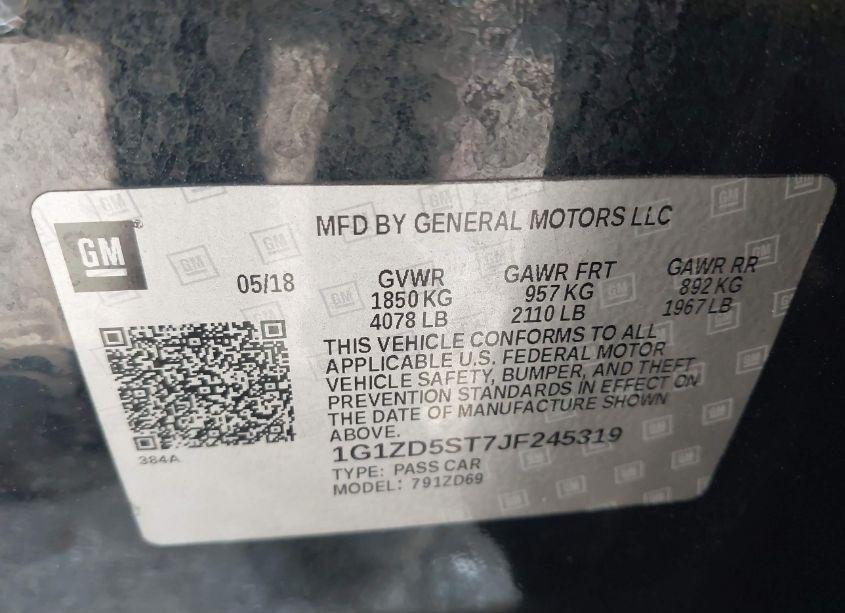 GM
MFD BY GENERAL MOTORS LLC
05/18
GVWR
1850 KG
4078 LB
GAWR FRT
957 KG
2110 LB
GAWR RR
892 KG
1967 LB
THIS VEHICLE CONFORMS TO ALL
APPLICABLE U.S. FEDERAL MOTOR
VEHICLE SAFETY, BUMPER, AND THEFT
PREVENTION STANDARDS IN EFFECT ON
THE DATE OF MANUFACTURE SHOWN
ABOVE.
384A
1G1ZD5ST7JF245319
TYPE: PASS CAR
MODEL: 791ZD69